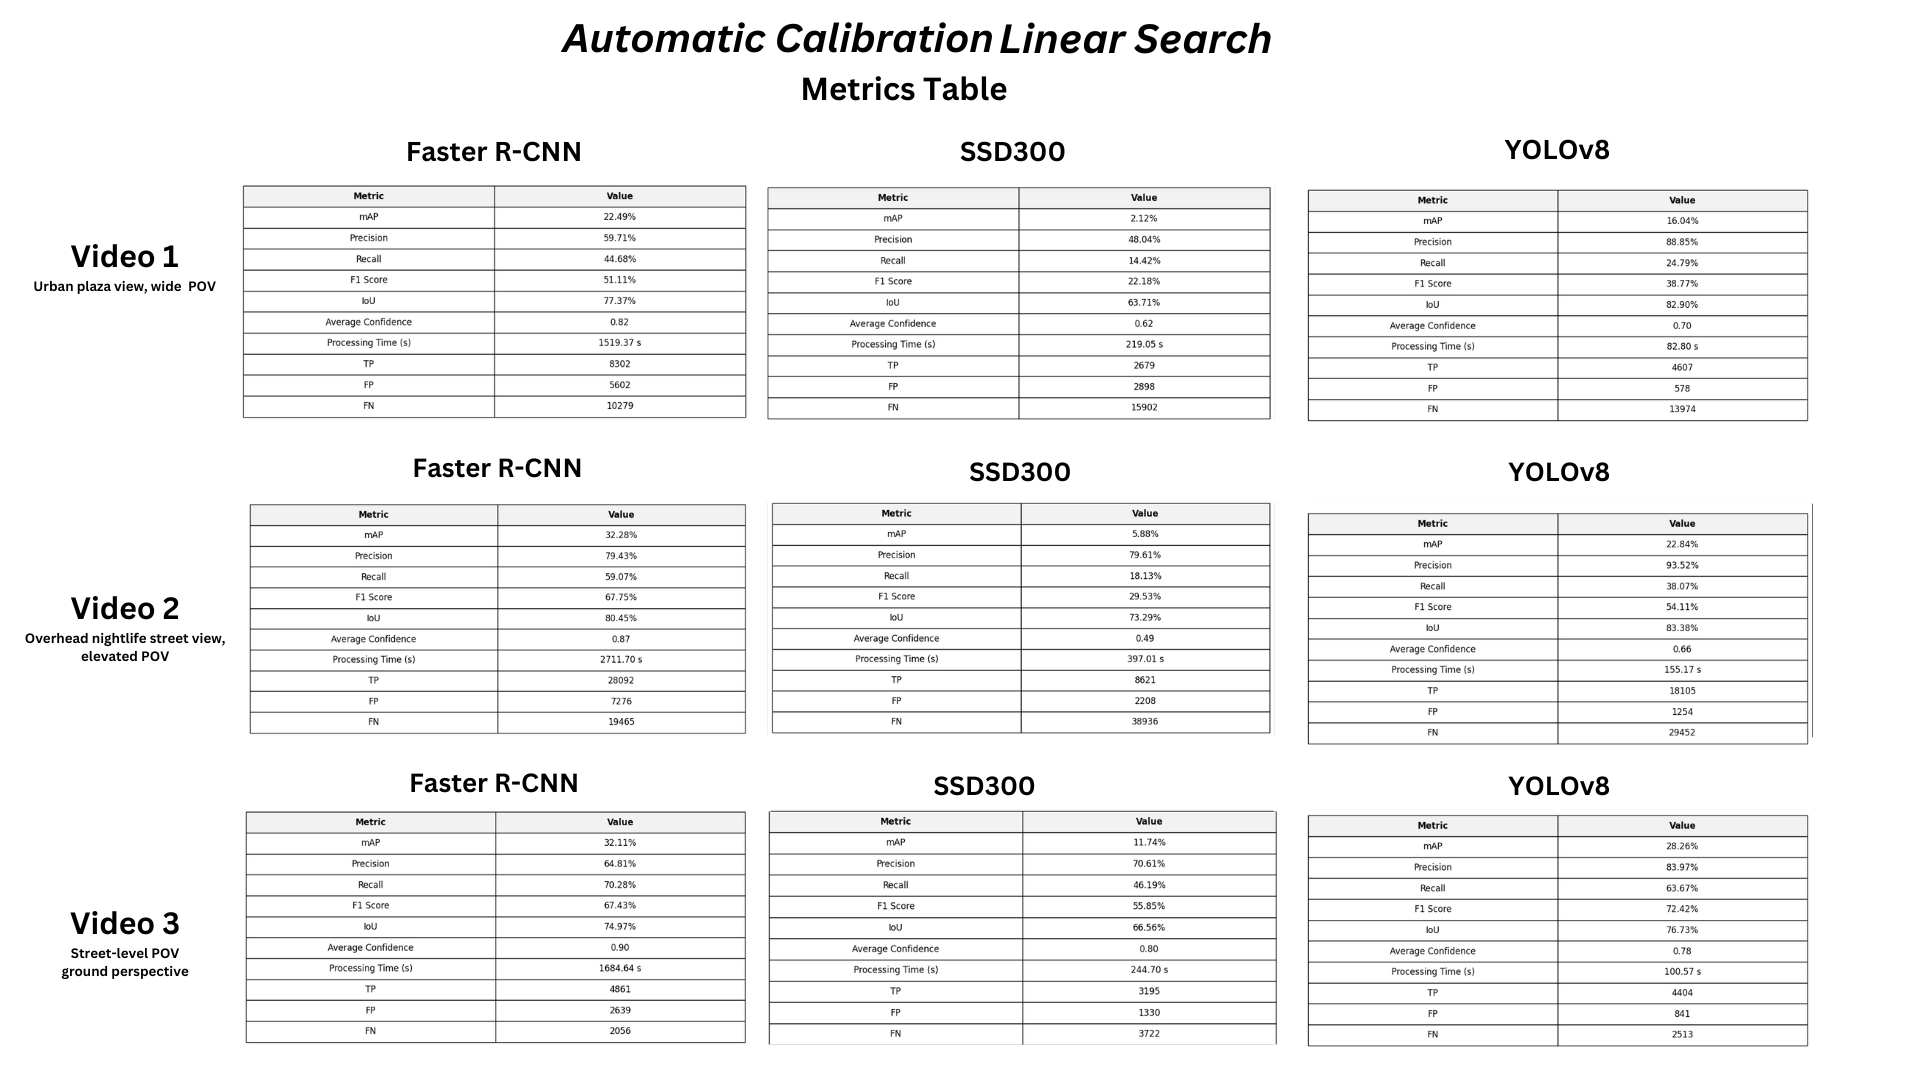 Automatic Calibration Linear Search
Metrics Table
Faster R-CNN
SSD300
YOLOv8
Video 1
Urban plaza view, wide POV
Metric Value
mAP 22.49%
Precision 59.71%
Recall 44.68%
F1 Score 51.11%
IoU 77.37%
Average Confidence 0.82
Processing Time (s) 1519.37 s
TP 8302
FP 5602
FN 10279
Metric Value
mAP 2.12%
Precision 48.04%
Recall 14.42%
F1 Score 22.18%
IoU 63.71%
Average Confidence 0.62
Processing Time (s) 219.05 s
TP 2679
FP 2898
FN 15902
Metric Value
mAP 16.04%
Precision 88.85%
Recall 24.79%
F1 Score 38.77%
IoU 82.90%
Average Confidence 0.70
Processing Time (s) 82.80 s
TP 4607
FP 578
FN 13974
Faster R-CNN
SSD300
YOLOv8
Video 2
Overhead nightlife street view,
elevated POV
Metric Value
mAP 32.28%
Precision 79.43%
Recall 59.07%
F1 Score 67.75%
IoU 80.45%
Average Confidence 0.87
Processing Time (s) 2711.70 s
TP 28092
FP 7276
FN 19465
Metric Value
mAP 5.88%
Precision 79.61%
Recall 18.13%
F1 Score 29.53%
IoU 73.29%
Average Confidence 0.49
Processing Time (s) 397.01 s
TP 8621
FP 2208
FN 38936
Metric Value
mAP 22.84%
Precision 93.52%
Recall 38.07%
F1 Score 54.11%
IoU 83.38%
Average Confidence 0.66
Processing Time (s) 155.17 s
TP 18105
FP 1254
FN 29452
Faster R-CNN
SSD300
YOLOv8
Video 3
Street-level POV
ground perspective
Metric Value
mAP 32.11%
Precision 64.81%
Recall 70.28%
F1 Score 67.43%
IoU 74.97%
Average Confidence 0.90
Processing Time (s) 1684.64 s
TP 4861
FP 2639
FN 2056
Metric Value
mAP 11.74%
Precision 70.61%
Recall 46.19%
F1 Score 55.85%
IoU 66.56%
Average Confidence 0.80
Processing Time (s) 244.70 s
TP 3195
FP 1330
FN 3722
Metric Value
mAP 28.26%
Precision 83.97%
Recall 63.67%
F1 Score 72.42%
IoU 76.73%
Average Confidence 0.78
Processing Time (s) 100.57 s
TP 4404
FP 841
FN 2513